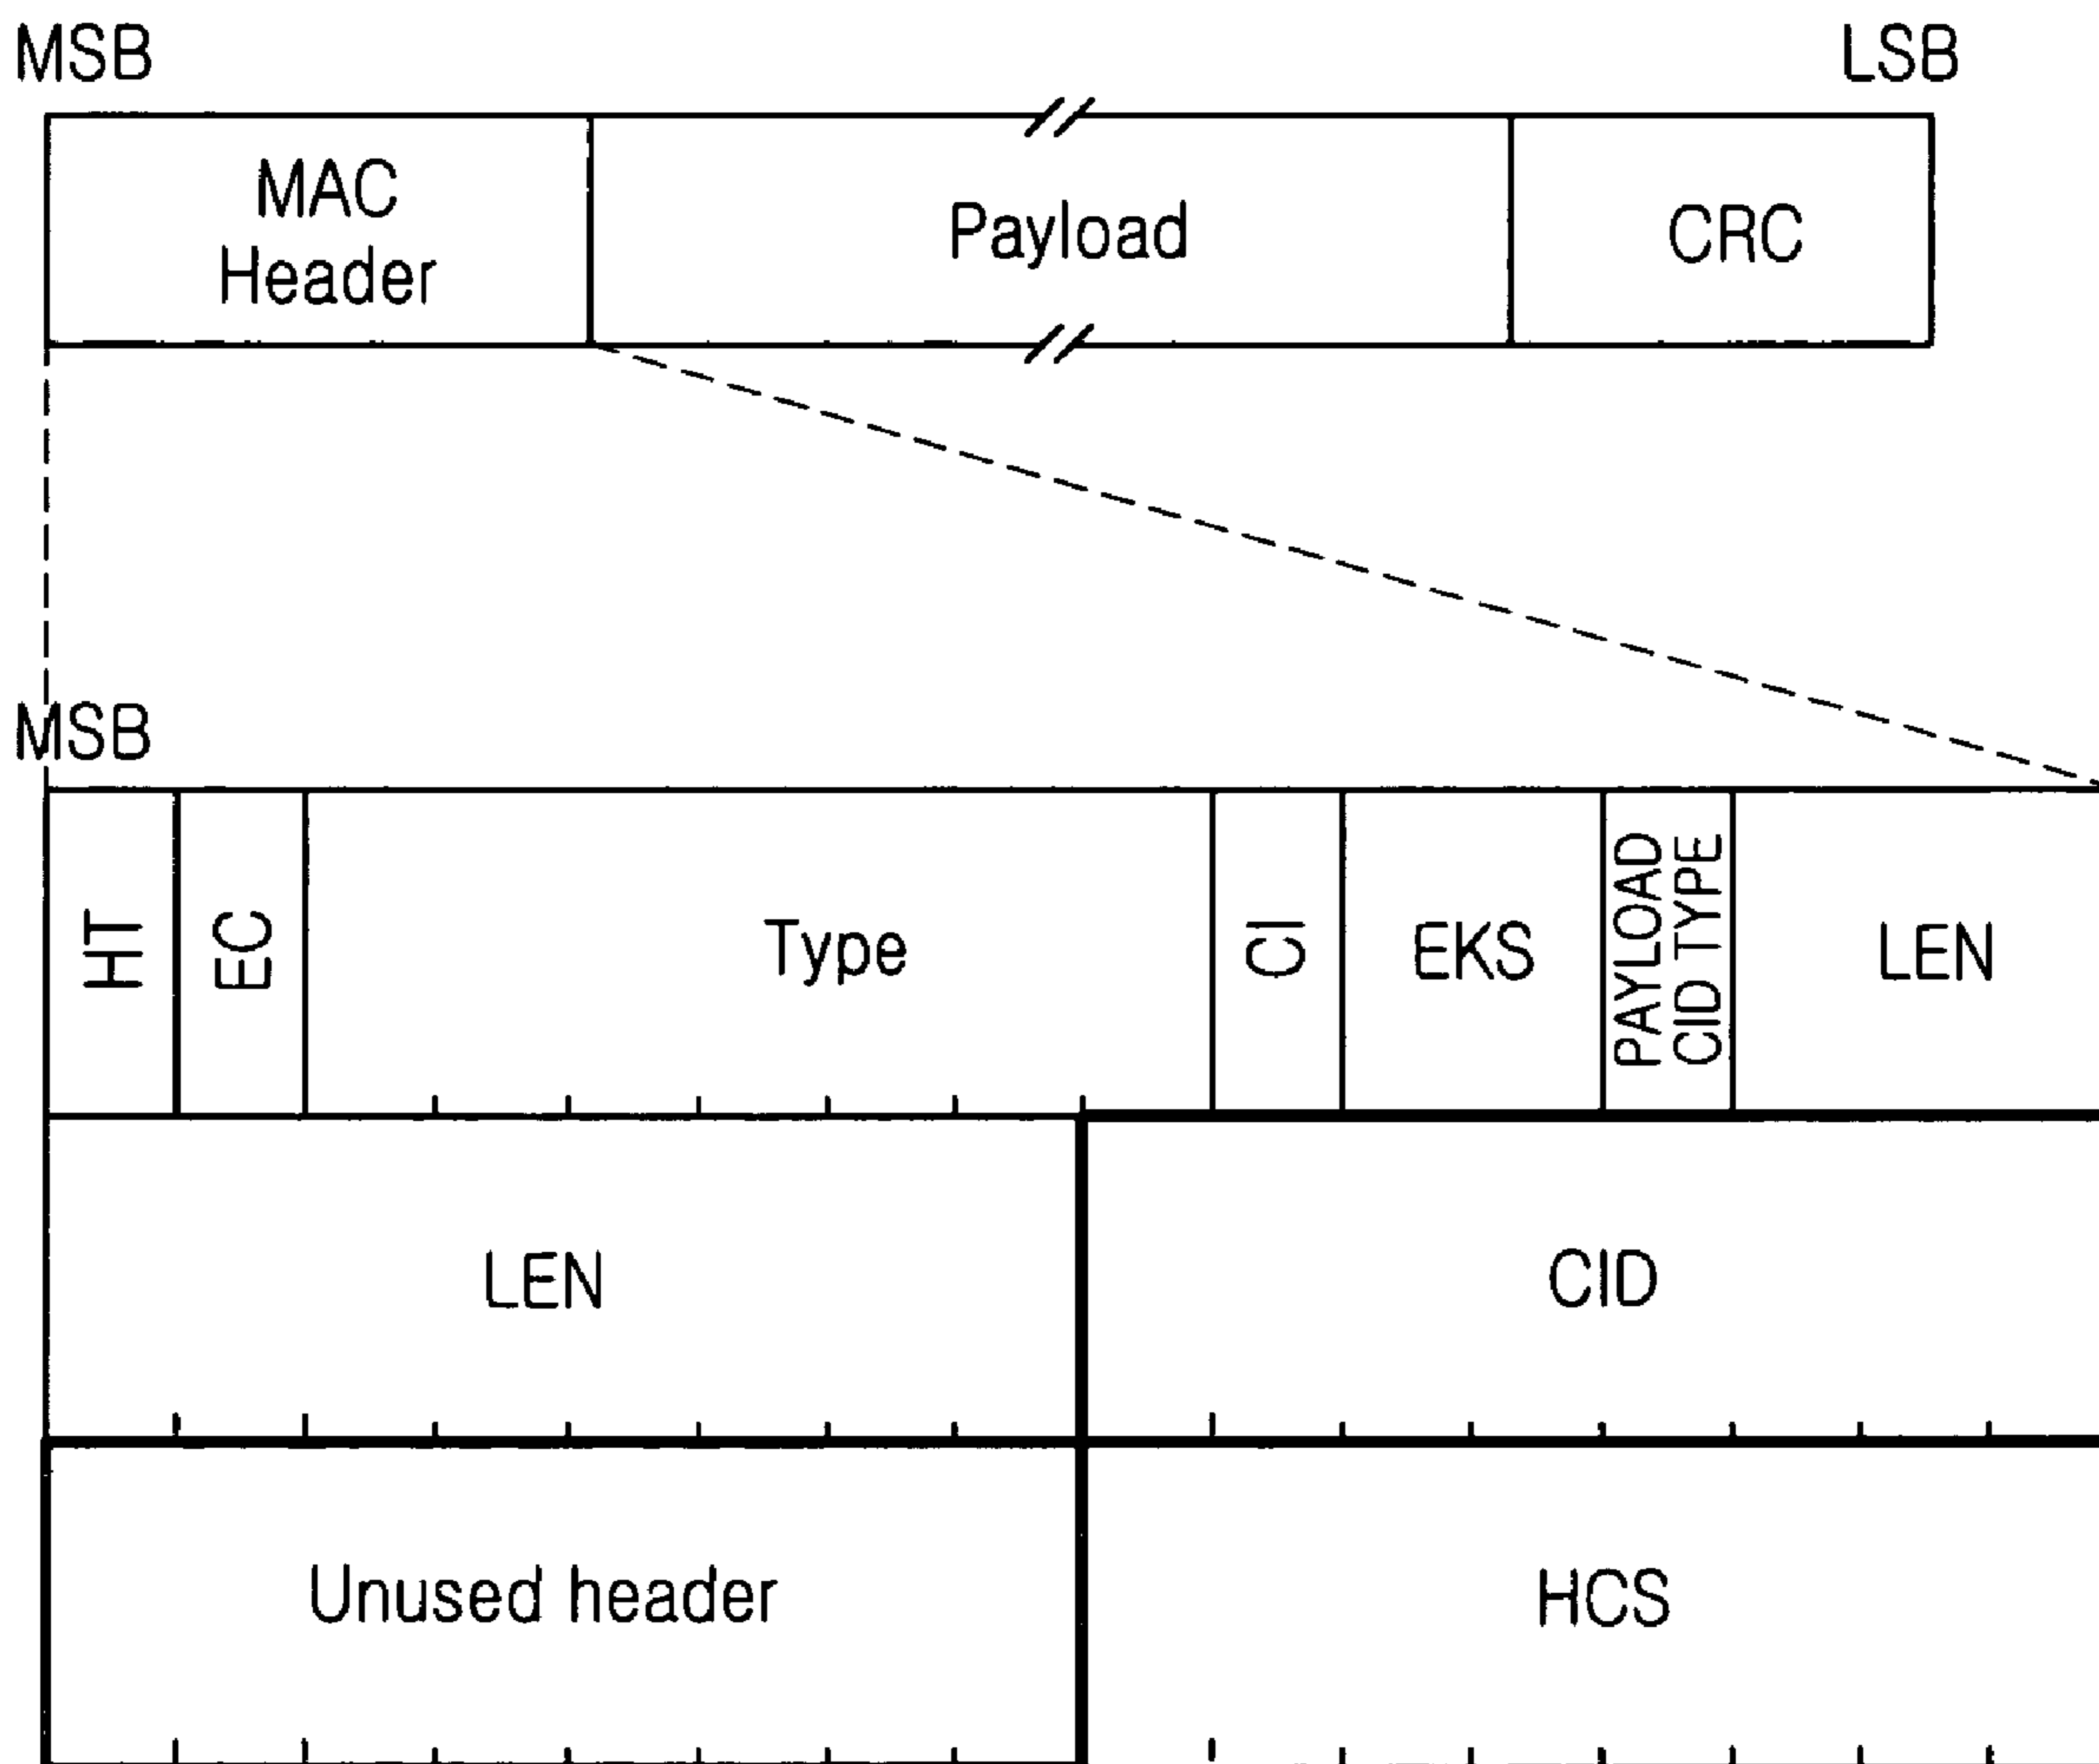 MSB
LSB
MAC
Header
Payload
CRC
MSB
HT
EC
Type
CI
EKS
PAYLOAD
CID TYPE
LEN
LEN
CID
Unused header
HCS